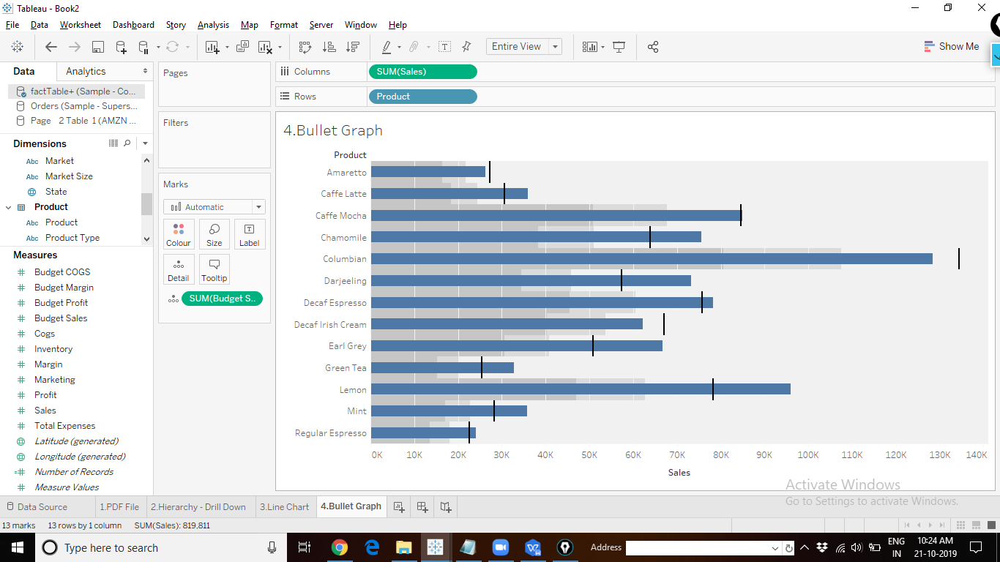 Tableau - Book2
File Data Worksheet Dashboard Story Analysis Map Format Server Window Help
Entire View
Show Me
Data Analytics
factTable+ (Sample - Co...
Orders (Sample - Supers...
Page 2 Table 1 (AMZN ...
Dimensions
Abc Market
Abc Market Size
State
Product
Abc Product
Abc Product Type
Measures
Budget COGS
Budget Margin
Budget Profit
Budget Sales
Cogs
Inventory
Margin
Marketing
Profit
Sales
Total Expenses
Latitude (generated)
Longitude (generated)
Number of Records
Measure Values
Pages
Filters
Marks
Automatic
Colour Size Label
Detail Tooltip
SUM(Budget S..
Columns SUM(Sales)
Rows Product
4.Bullet Graph
Product
Amaretto
Caffe Latte
Caffe Mocha
Chamomile
Columbian
Darjeeling
Decaf Espresso
Decaf Irish Cream
Earl Grey
Green Tea
Lemon
Mint
Regular Espresso
0K 10K 20K 30K 40K 50K 60K 70K 80K 90K 100K 110K 120K 130K 140K
Sales
Activate Windows
Go to Settings to activate Windows.
Data Source 1.PDF File 2.Hierarchy - Drill Down 3.Line Chart 4.Bullet Graph
13 marks 13 rows by 1 column SUM(Sales): 819,811
Type here to search
Address
ENG
IN
10:24 AM
21-10-2019